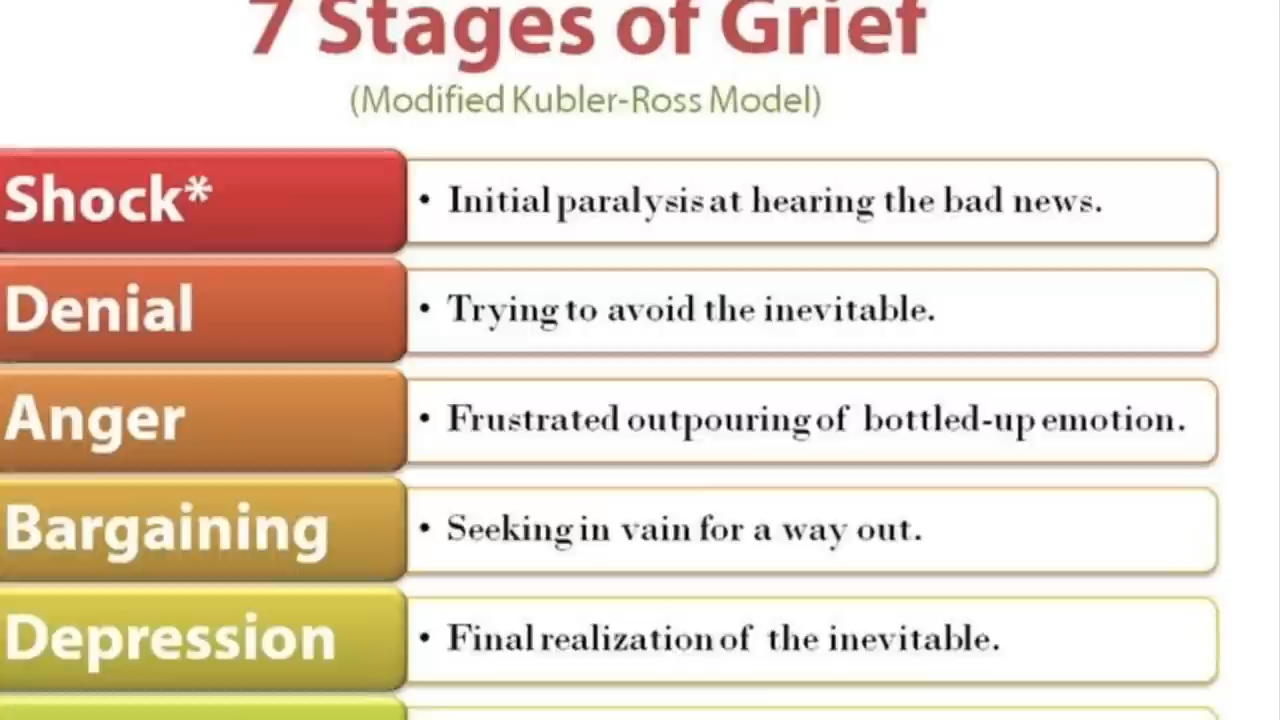 7 Stages of Grief
(Modified Kubler-Ross Model)
Shock*
• Initial paralysis at hearing the bad news.
Denial
• Trying to avoid the inevitable.
Anger
• Frustrated outpouring of bottled-up emotion.
Bargaining
• Seeking in vain for a way out.
Depression
• Final realization of the inevitable.